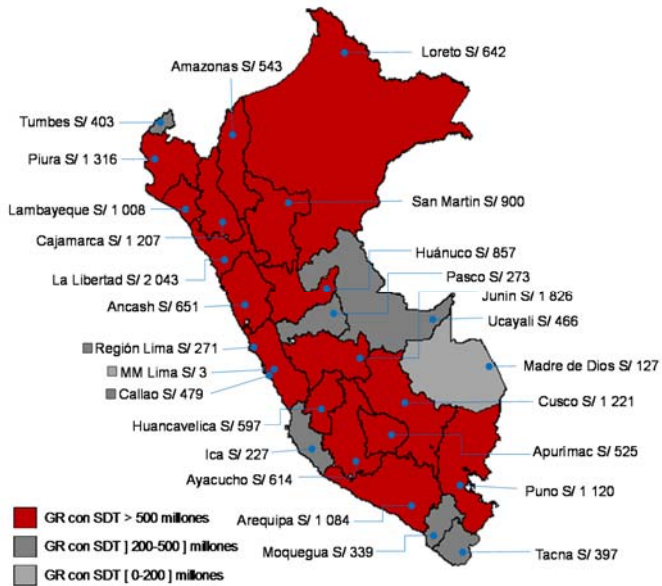 Loreto S/ 642
Amazonas S/ 543
Tumbes S/ 403
Piura S/ 1 316
Lambayeque S/ 1 008
San Martin S/ 900
Cajamarca S/ 1 207
Huánuco S/ 857
La Libertad S/ 2 043
Pasco S/ 273
Junin S/ 1 826
Ancash S/ 651
Ucayali S/ 466
Región Lima S/ 271
MM Lima S/ 3
Madre de Dios S/ 127
Callao S/ 479
Cusco S/ 1 221
Huancavelica S/ 597
Ica S/ 227
Apurímac S/ 525
Ayacucho S/ 614
Puno S/ 1 120
Arequipa S/ 1 084
Moquegua S/ 339
Tacna S/ 397
GR con SDT > 500 millones
GR con SDT ] 200-500 ] millones
GR con SDT [ 0-200 ] millones